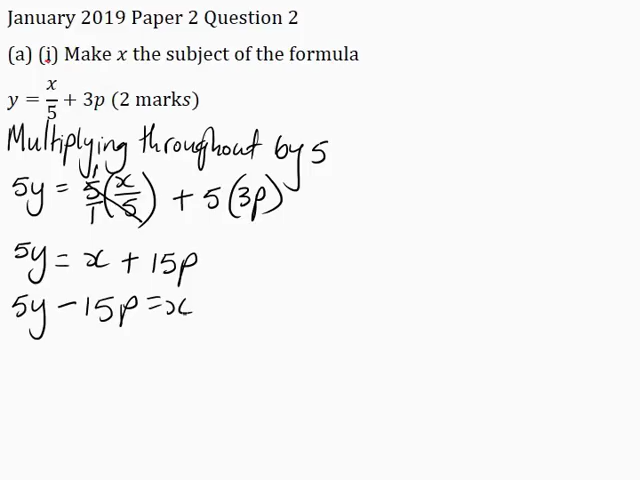 January 2019 Paper 2 Question 2
(a) (i) Make x the subject of the formula
y = x/5 + 3p (2 marks)
Multiplying throughout by 5
5y = 5/1 (x/5) + 5 (3p)
5y = x + 15p
5y - 15p = x